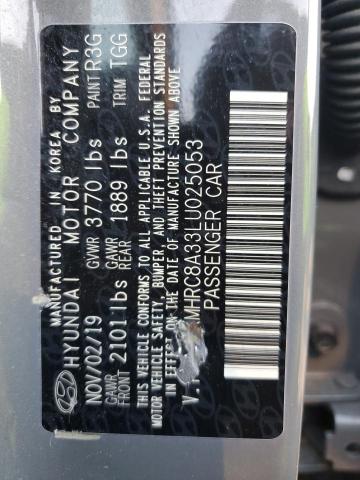 MANUFACTURED IN KOREA BY
HYUNDAI MOTOR COMPANY
NOV/02/19 GVWR 3770 lbs PAINT R3G
GAWR FRONT 2101 lbs GAWR REAR 1889 lbs TRIM TGG
THIS VEHICLE CONFORMS TO ALL APPLICABLE U.S.A. FEDERAL
MOTOR VEHICLE SAFETY, BUMPER, AND THEFT PREVENTION STANDARDS
IN EFFECT ON THE DATE OF MANUFACTURE SHOWN ABOVE
MHRC8A33LU025053
PASSENGER CAR